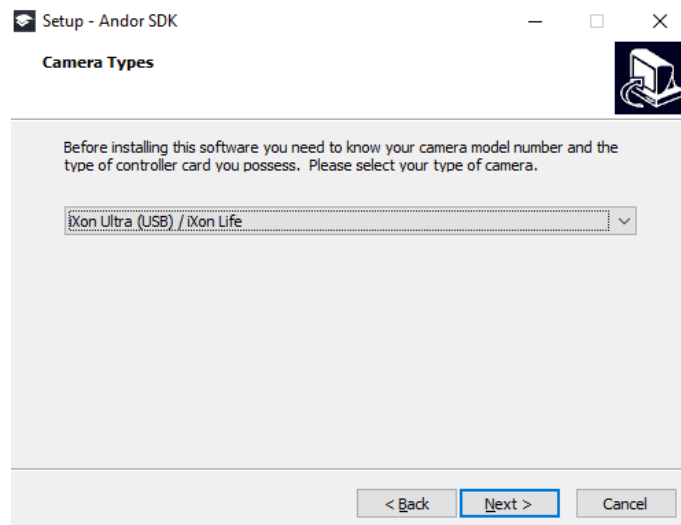 Setup - Andor SDK
Camera Types
Before installing this software you need to know your camera model number and the
type of controller card you possess.  Please select your type of camera.
iXon Ultra (USB) / iXon Life
< Back
Next >
Cancel